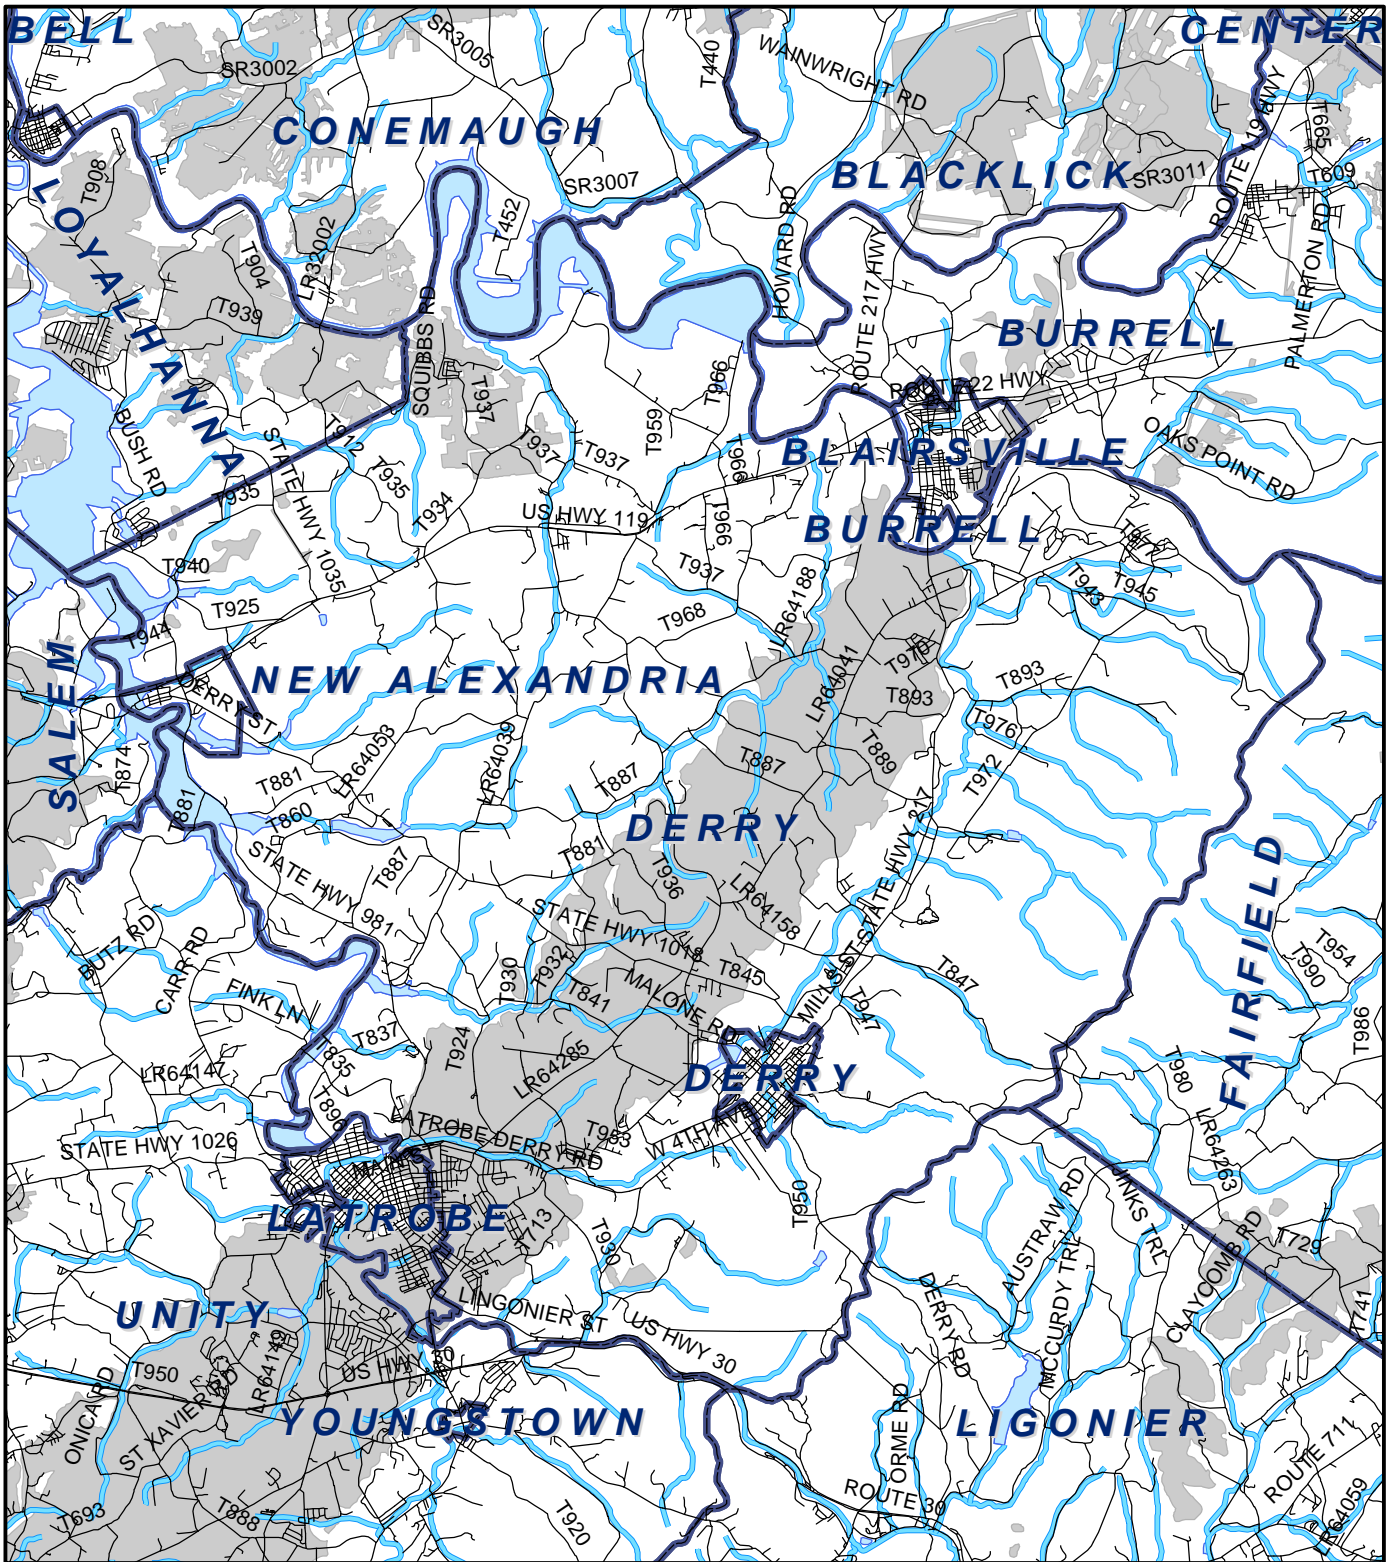 BELL
CENTER
SR3005
T440
WAINWRIGHT RD
SR3002
ROUTE 119 HWY
T665
CONEMAUGH
T908
SR3007
BLACKLICK
SR3011
T609
LOYALHANNA
T452
HOWARD RD
PALMERTON RD
LR32002
T904
ROUTE 217 HWY
T939
SQUIBBS RD
BURRELL
T966
ROUTE 22 HWY
T937
T959
BUSH RD
T912
STATE HWY 1035
T937
T937
T966
BLAIRSVILLE
OAKS POINT RD
T935
T935
T934
US HWY 119
T966
BURRELL
T977
T940
T937
LR64188
T943
T945
T925
T968
T944
SALEM
NEW ALEXANDRIA
DERRY ST
LR64041
T970
T893
T893
T976
T874
LR64053
LR64039
T887
T889
T881
T887
T972
T881
T860
DERRY
STATE HWY 217
T881
STATE HWY 981
T887
T936
LR64158
FAIRFIELD
BUTZ RD
CARR RD
STATE HWY 1018
T954
T990
T930
T932
T845
MILLS ST
T847
FINK LN
T841
MALONE RD
T947
T986
T837
T835
T924
LR64285
DERRY
T980
LR64147
T896
LATROBE DERRY RD
T983
W 4TH AVE
LR64263
STATE HWY 1026
MAIN ST
T950
JINKS TRL
AUSTRAW RD
LATROBE
T713
T930
CLAYCOMB RD
T729
MCCURDY TRL
UNITY
LINGONIER ST
US HWY 30
DERRY RD
T741
LR64149
US HWY 30
T950
ST XAVIER RD
ONICA RD
YOUNGSTOWN
ORME RD
LIGONIER
ROUTE 711
ROUTE 30
T693
T888
T920
LR64059